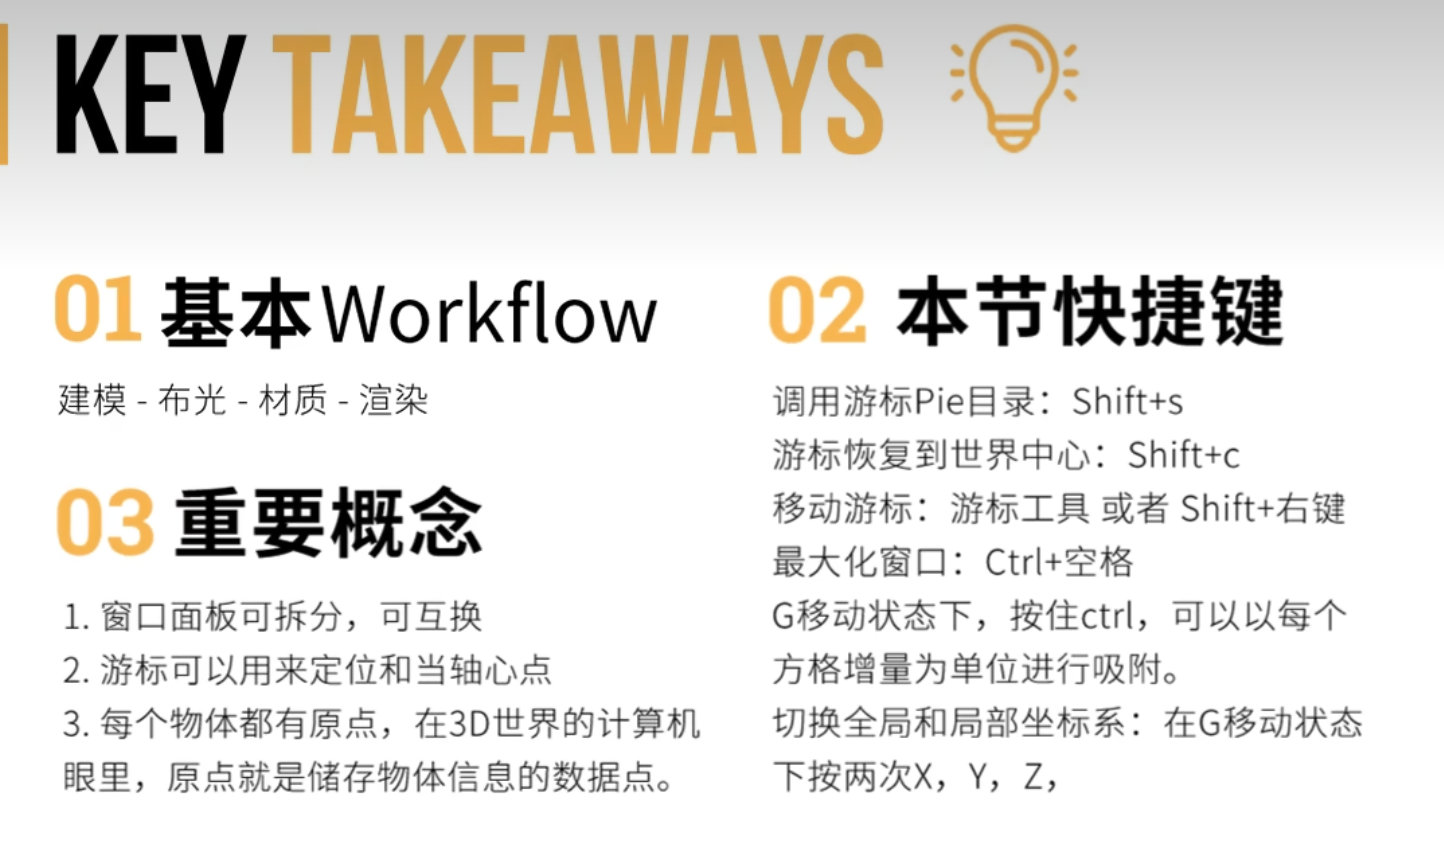 KEY TAKEAWAYS
01 基本Workflow
建模 - 布光 - 材质 - 渲染
03 重要概念
1. 窗口面板可拆分，可互换
2. 游标可以用来定位和当轴心点
3. 每个物体都有原点，在3D世界的计算机
眼里，原点就是储存物体信息的数据点。
02 本节快捷键
调用游标Pie目录：Shift+s
游标恢复到世界中心：Shift+c
移动游标：游标工具 或者 Shift+右键
最大化窗口：Ctrl+空格
G移动状态下，按住ctrl，可以以每个
方格增量为单位进行吸附。
切换全局和局部坐标系：在G移动状态
下按两次X，Y，Z，